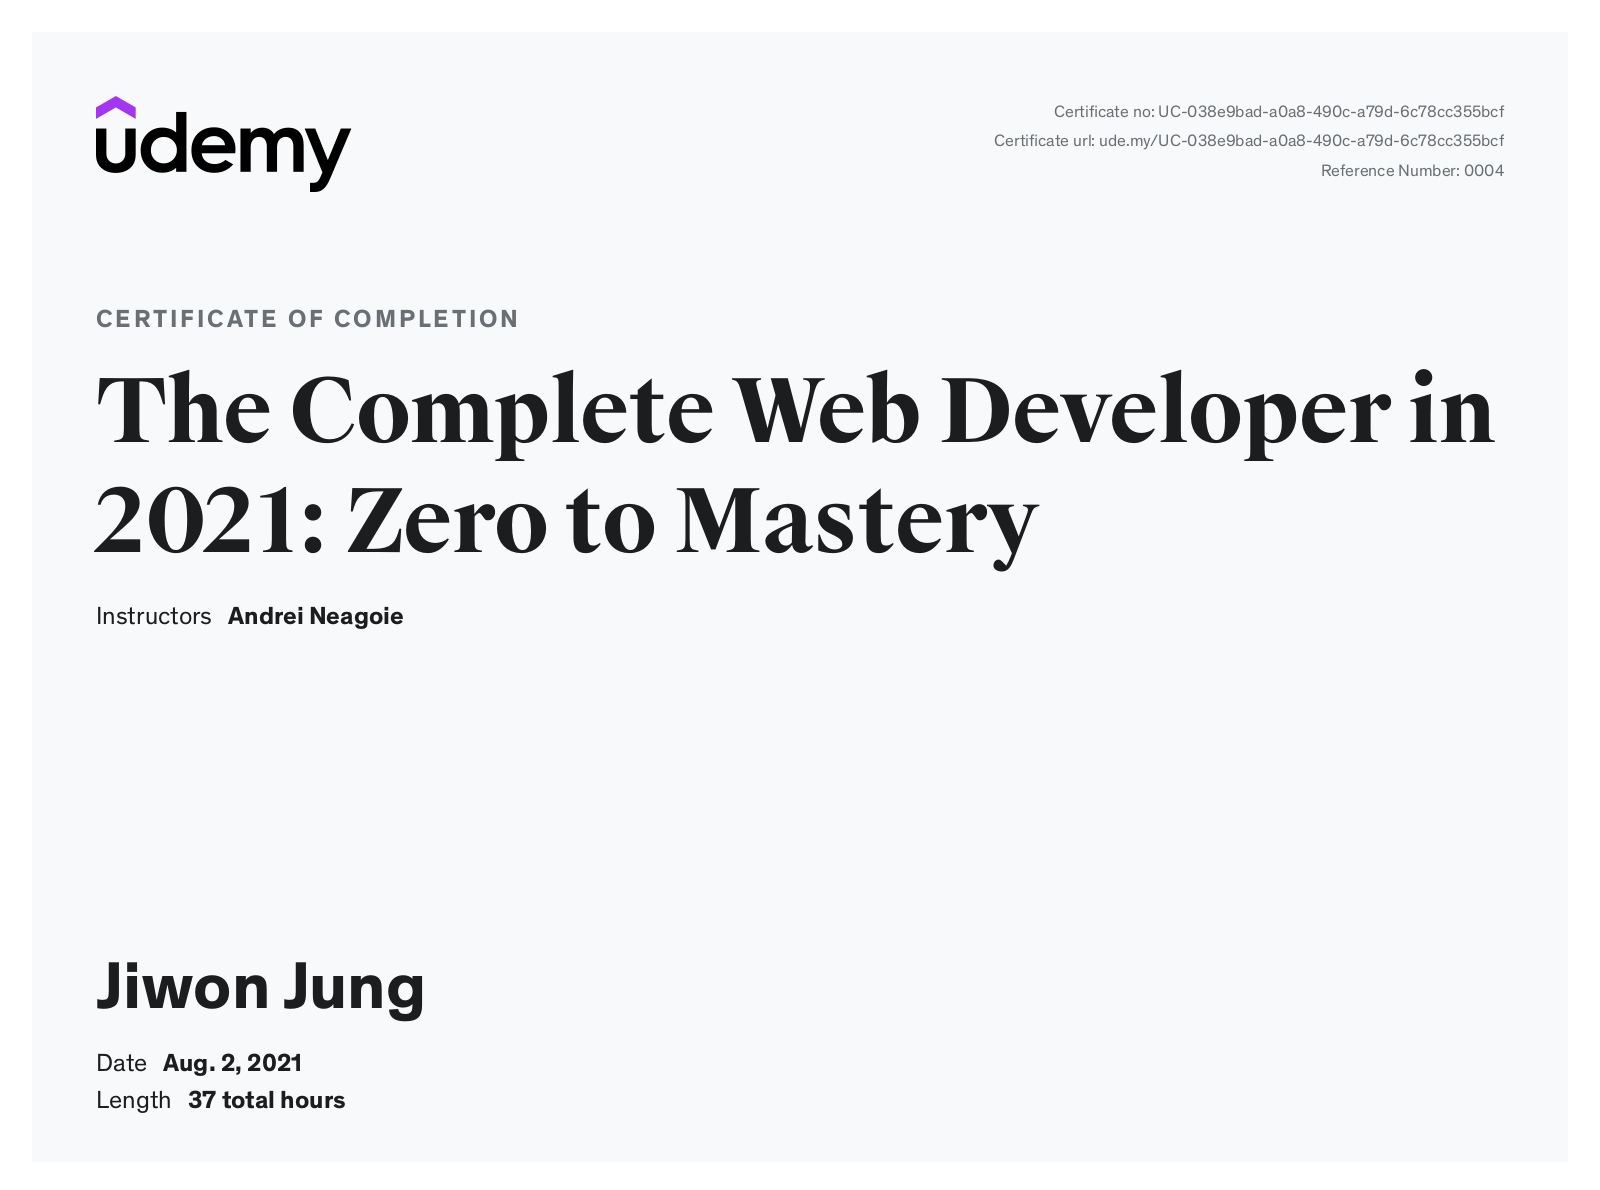 udemy
Certificate no: UC-038e9bad-a0a8-490c-a79d-6c78cc355bcf
Certificate url: ude.my/UC-038e9bad-a0a8-490c-a79d-6c78cc355bcf
Reference Number: 0004
CERTIFICATE OF COMPLETION
The Complete Web Developer in
2021: Zero to Mastery
Instructors Andrei Neagoie
Jiwon Jung
Date Aug. 2, 2021
Length 37 total hours